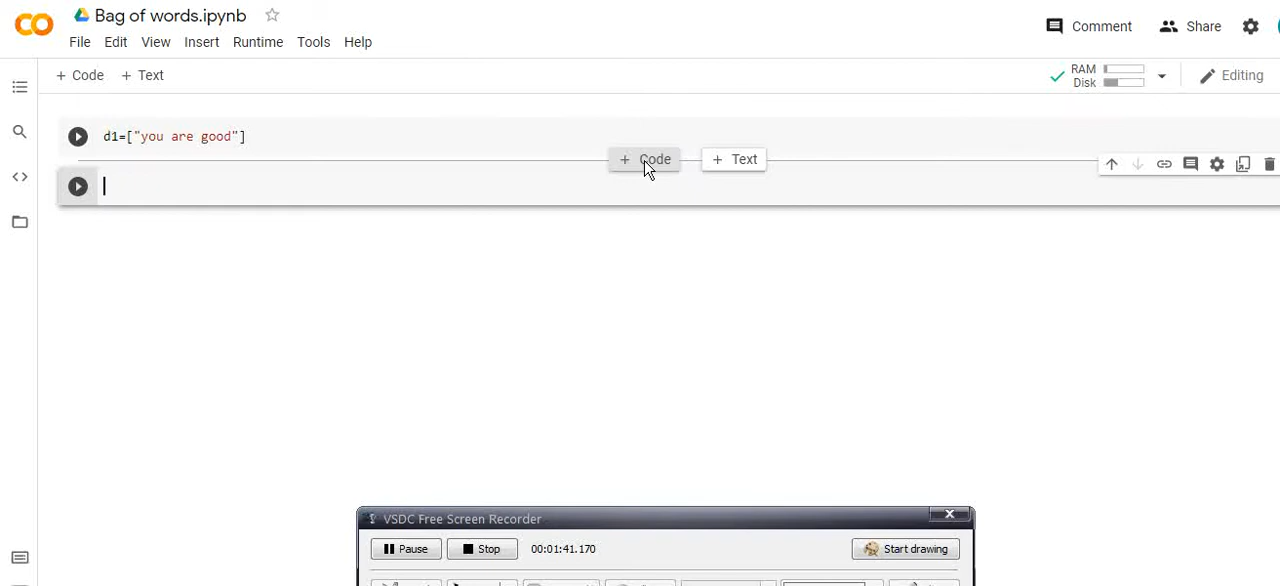 Bag of words.ipynb
Comment Share
File Edit View Insert Runtime Tools Help
+ Code + Text
RAM
Disk
Editing
d1=["you are good"]
+ Code + Text
VSDC Free Screen Recorder
Pause Stop 00:01:41.170 Start drawing